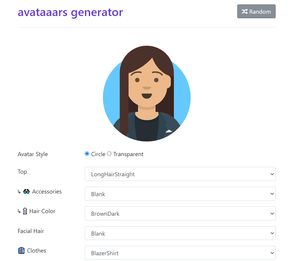 avataaars generator
Random
Avatar Style
Circle Transparent
Top
LongHairStraight
↳ Accessories
Blank
↳ Hair Color
BrownDark
Facial Hair
Blank
Clothes
BlazerShirt